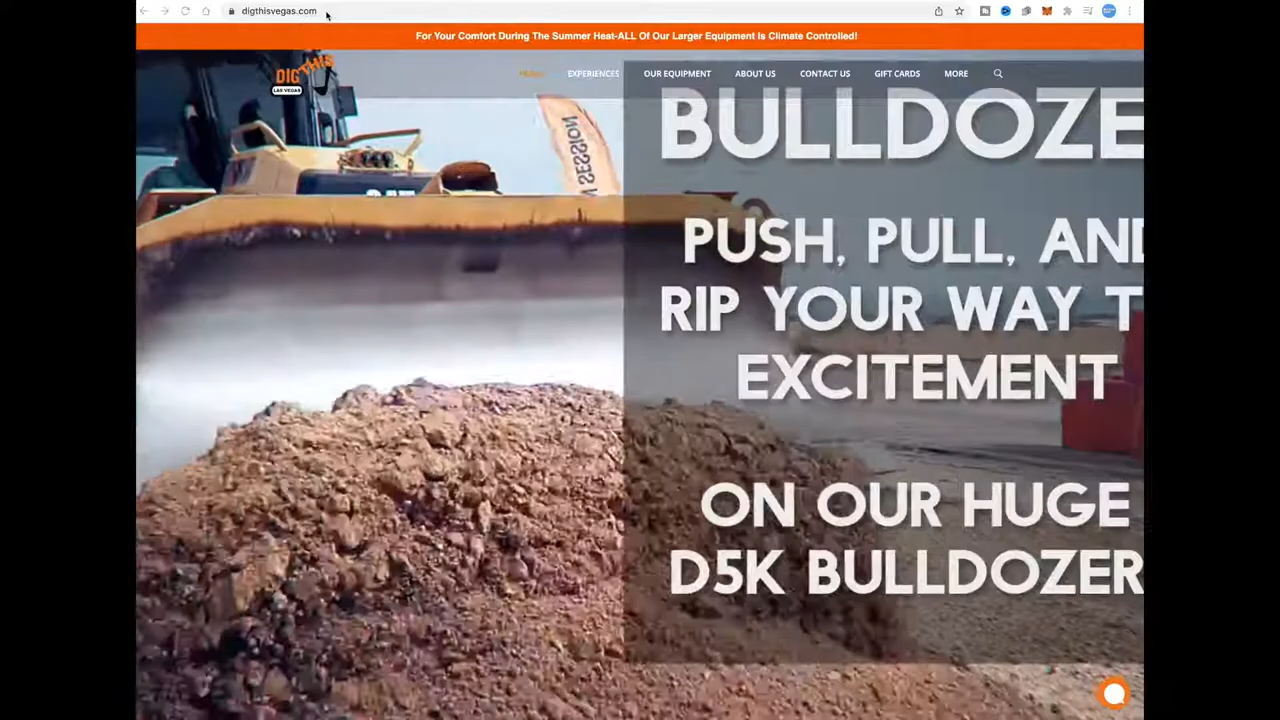 digthisvegas.com
For Your Comfort During The Summer Heat-ALL Of Our Larger Equipment Is Climate Controlled!
DIG THIS
LAS VEGAS
EXPERIENCES
OUR EQUIPMENT
ABOUT US
CONTACT US
GIFT CARDS
MORE
BULLDOZE
PUSH, PULL, AND
RIP YOUR WAY T
EXCITEMENT
ON OUR HUGE
D5K BULLDOZER
SESSION